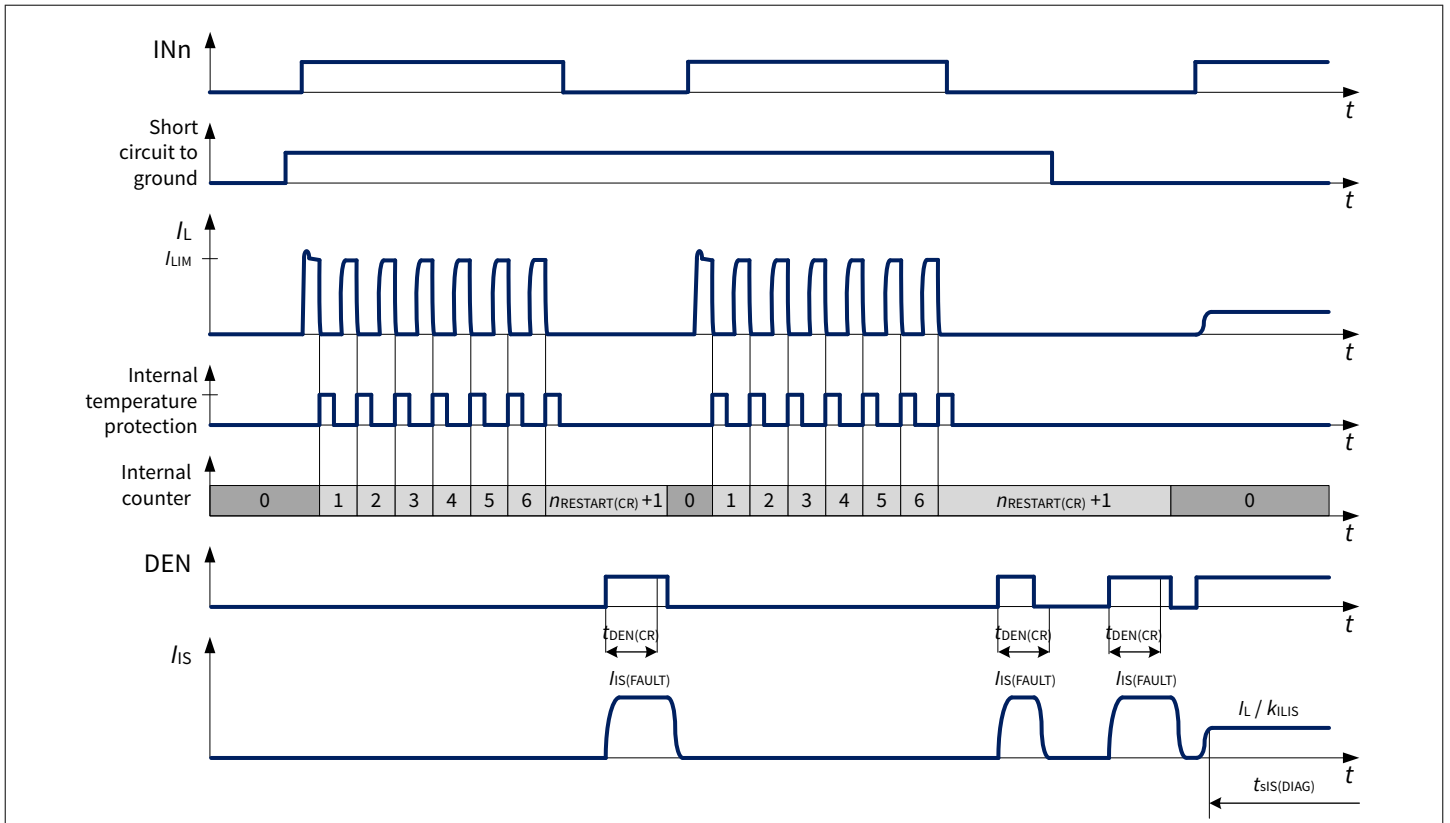 INn
t
Short
circuit to
ground
t
IL
ILIM
t
Internal
temperature
protection
t
Internal
counter
0 1 2 3 4 5 6 nRESTART(CR) +1 0 1 2 3 4 5 6 nRESTART(CR) +1 0
t
DEN
t
tDEN(CR) tDEN(CR) tDEN(CR)
IIS
IIS(FAULT) IIS(FAULT) IIS(FAULT)
IL / kILIS
t
tsIS(DIAG)